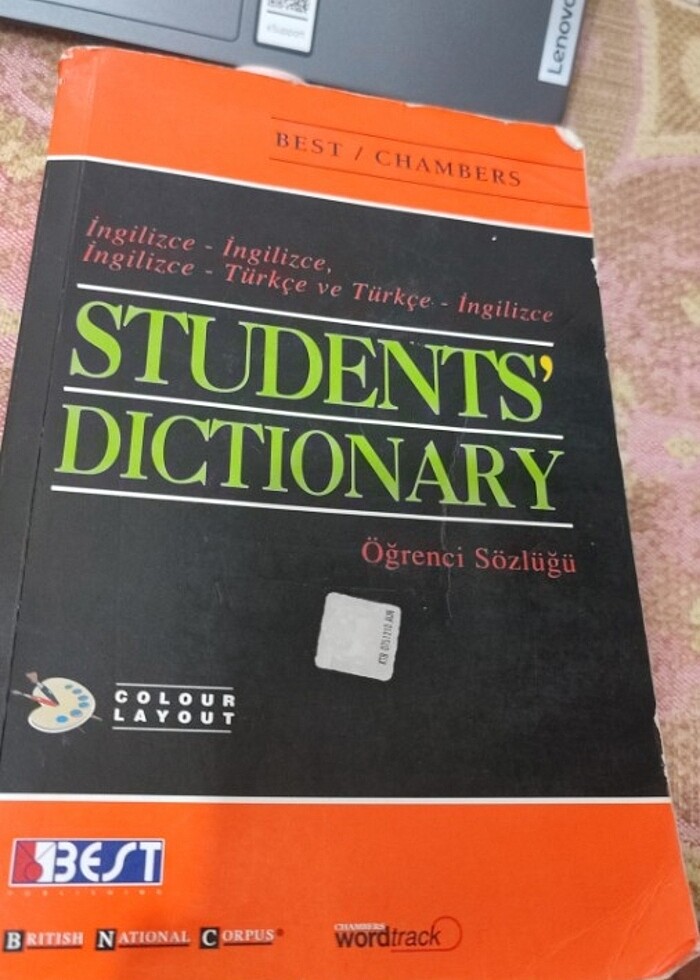 Lenovo
BEST / CHAMBERS
İngilizce - İngilizce,
İngilizce - Türkçe ve Türkçe - İngilizce
STUDENTS'
DICTIONARY
Öğrenci Sözlüğü
COLOUR
LAYOUT
BEST
PUBLISHING
BRITISH NATIONAL CORPUS
CHAMBERS
wordtrack